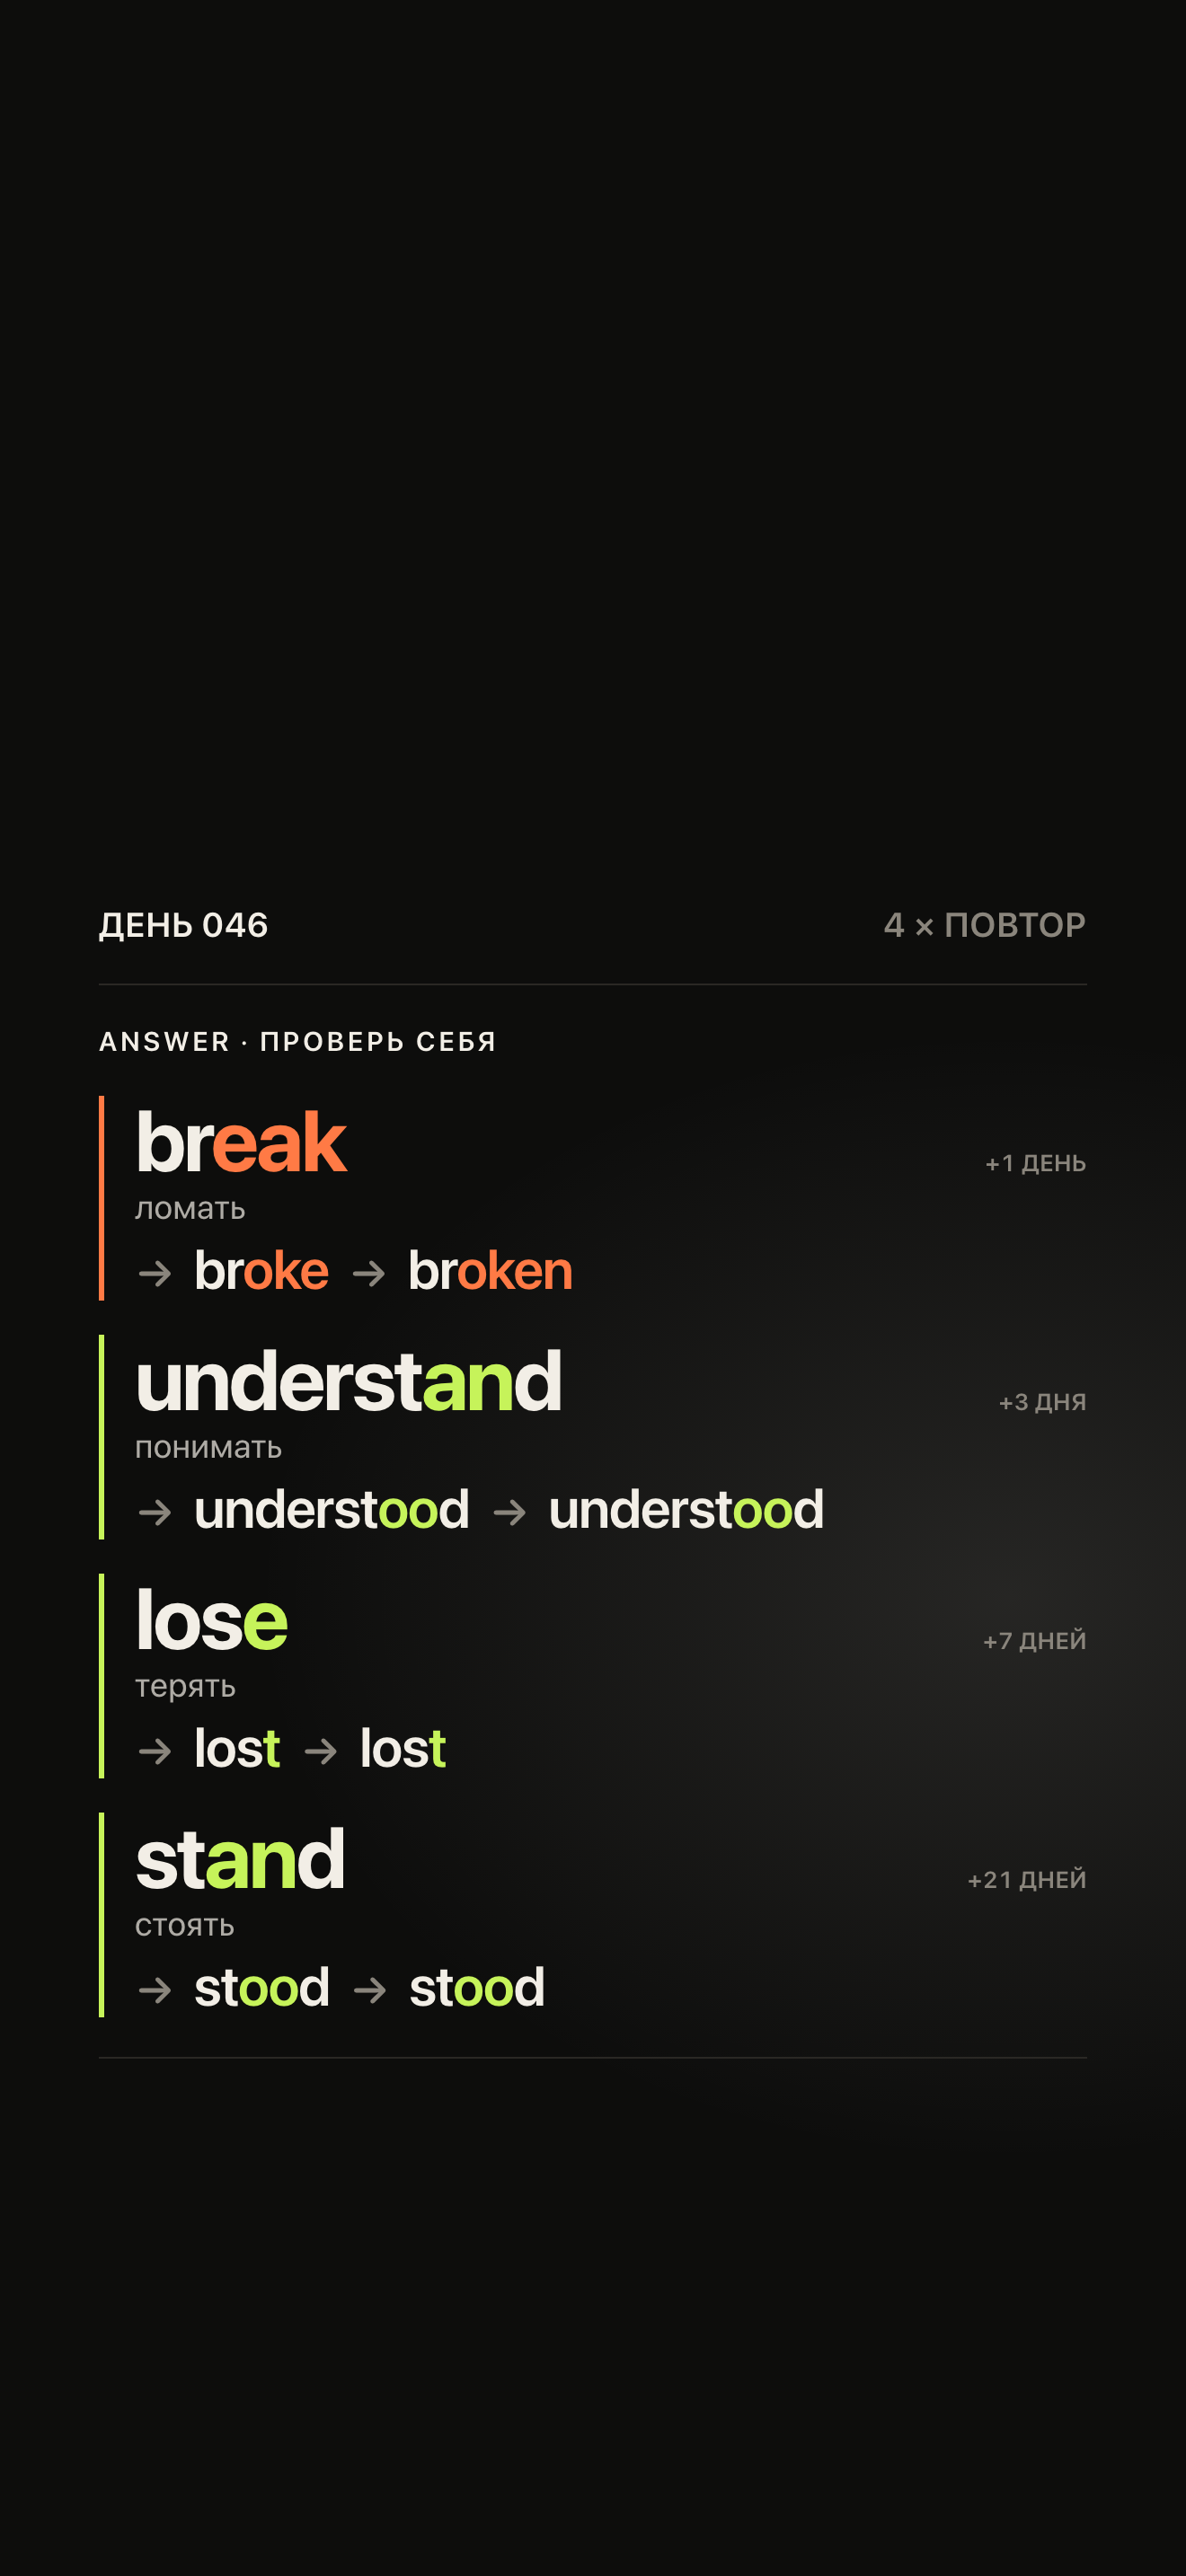 ДЕНЬ 046
4 × ПОВТОР
ANSWER · ПРОВЕРЬ СЕБЯ
break
+1 ДЕНЬ
ломать
→ broke → broken
understand
+3 ДНЯ
понимать
→ understood → understood
lose
+7 ДНЕЙ
терять
→ lost → lost
stand
+21 ДНЕЙ
стоять
→ stood → stood